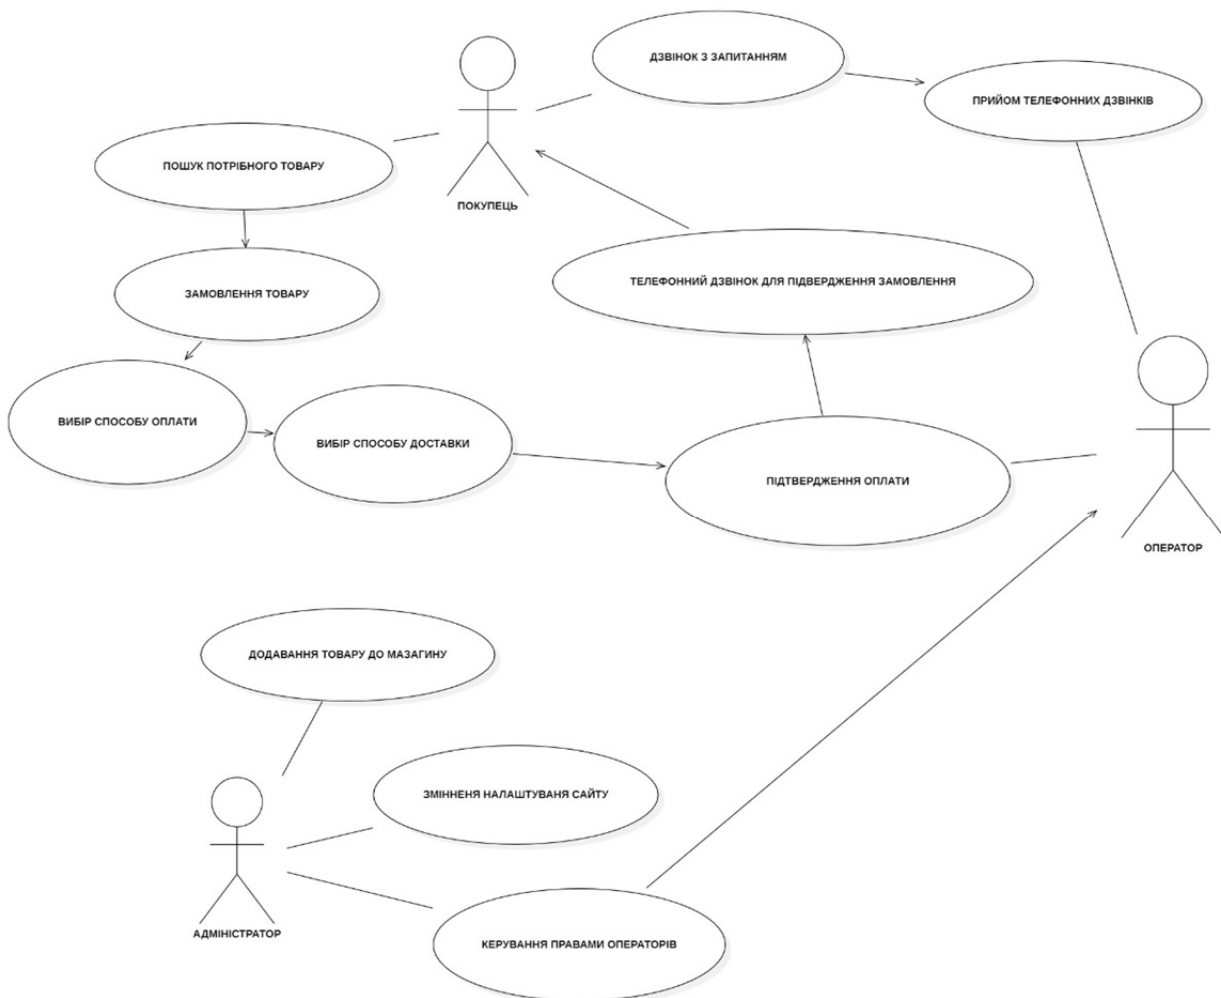 ДЗВІНОК З ЗАПИТАННЯМ
ПРИЙОМ ТЕЛЕФОННИХ ДЗВІНКІВ
ПОШУК ПОТРІБНОГО ТОВАРУ
ПОКУПЕЦЬ
ТЕЛЕФОННИЙ ДЗВІНОК ДЛЯ ПІДВЕРДЖЕННЯ ЗАМОВЛЕННЯ
ЗАМОВЛЕННЯ ТОВАРУ
ВИБІР СПОСОБУ ОПЛАТИ
ВИБІР СПОСОБУ ДОСТАВКИ
ПІДТВЕРДЖЕННЯ ОПЛАТИ
ОПЕРАТОР
ДОДАВАННЯ ТОВАРУ ДО МАЗАГИНУ
ЗМІННЕНЯ НАЛАШТУВАНЯ САЙТУ
АДМІНІСТРАТОР
КЕРУВАННЯ ПРАВАМИ ОПЕРАТОРІВ